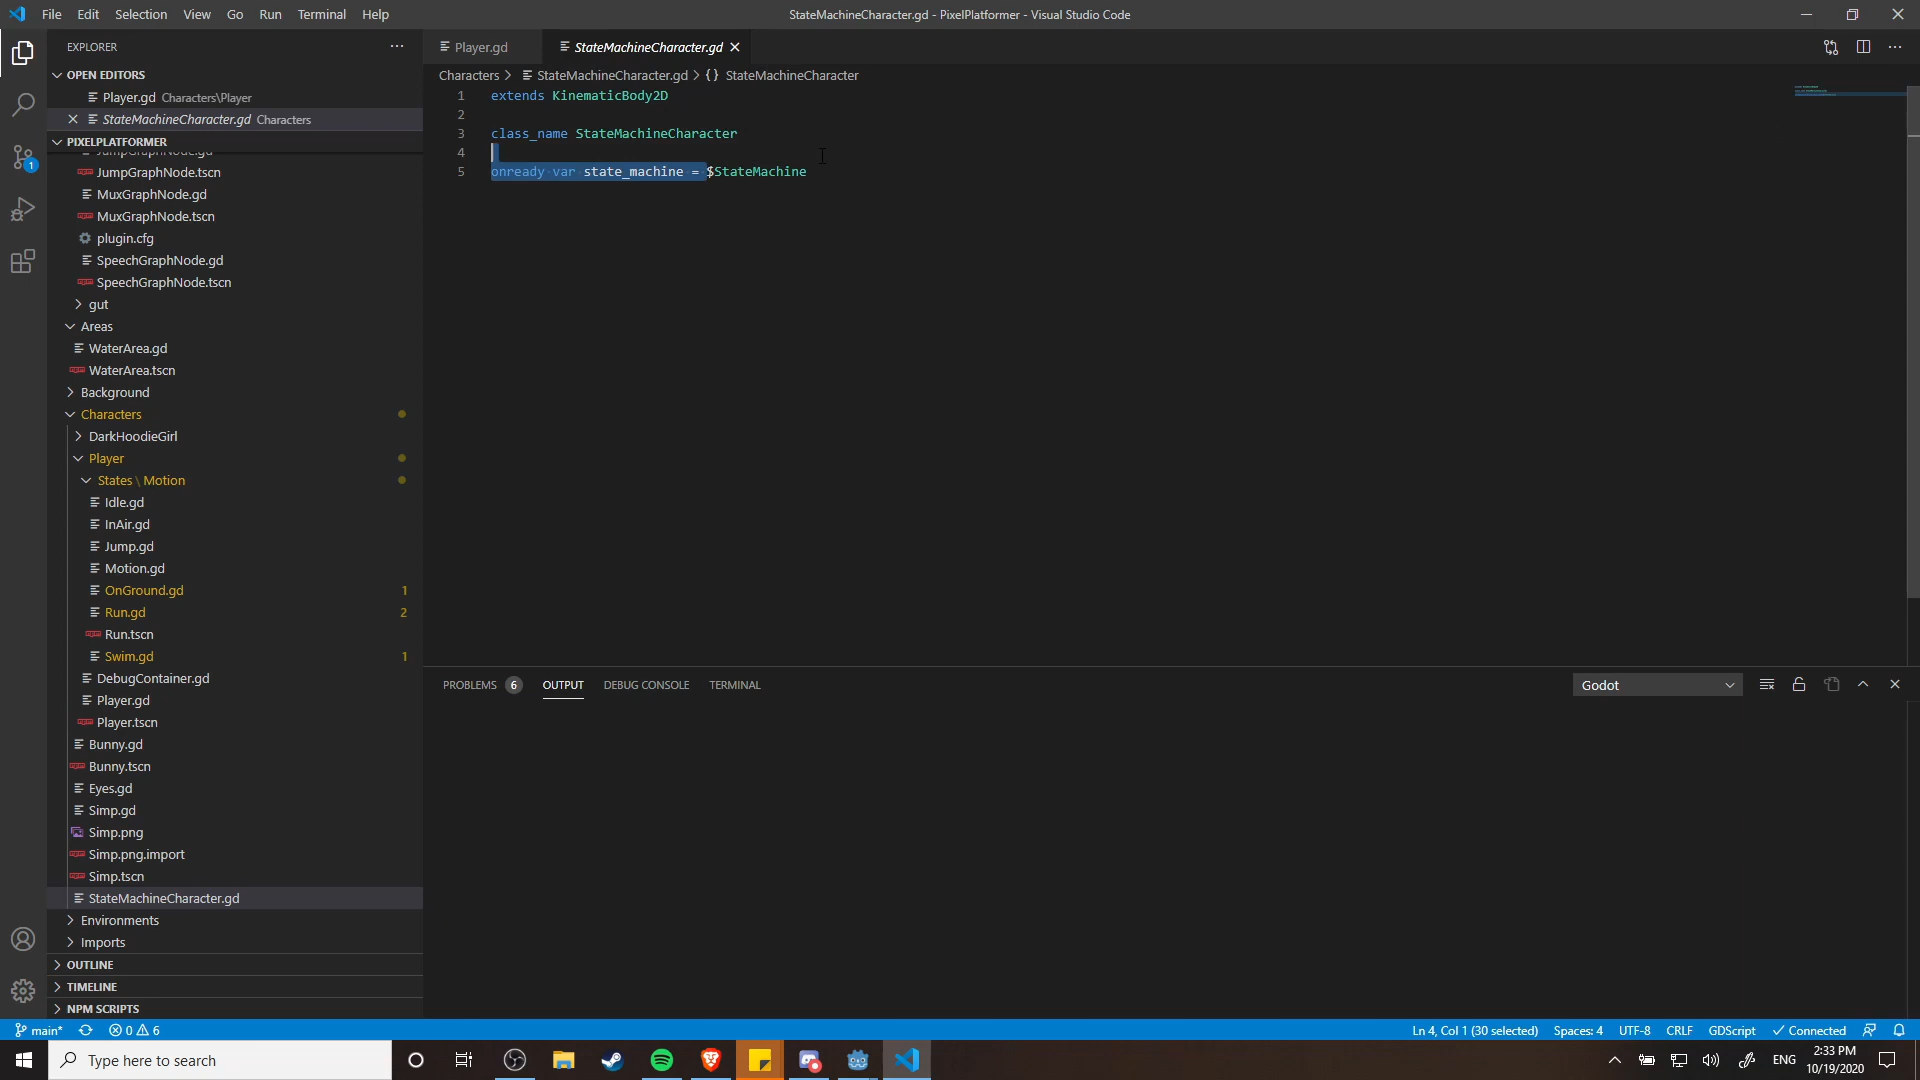 File Edit Selection View Go Run Terminal Help
StateMachineCharacter.gd - PixelPlatformer - Visual Studio Code
EXPLORER
OPEN EDITORS
Player.gd Characters\Player
StateMachineCharacter.gd Characters
PIXELPLATFORMER
JumpGraphNode.gd
JumpGraphNode.tscn
MuxGraphNode.gd
MuxGraphNode.tscn
plugin.cfg
SpeechGraphNode.gd
SpeechGraphNode.tscn
gut
Areas
WaterArea.gd
WaterArea.tscn
Background
Characters
DarkHoodieGirl
Player
States \ Motion
Idle.gd
InAir.gd
Jump.gd
Motion.gd
OnGround.gd 1
Run.gd 2
Run.tscn
Swim.gd 1
DebugContainer.gd
Player.gd
Player.tscn
Bunny.gd
Bunny.tscn
Eyes.gd
Simp.gd
Simp.png
Simp.png.import
Simp.tscn
StateMachineCharacter.gd
Environments
Imports
OUTLINE
TIMELINE
NPM SCRIPTS
Player.gd StateMachineCharacter.gd
Characters > StateMachineCharacter.gd > {} StateMachineCharacter
1 extends KinematicBody2D
2
3 class_name StateMachineCharacter
4
5 onready var state_machine = $StateMachine
PROBLEMS 6 OUTPUT DEBUG CONSOLE TERMINAL
Godot
1
main* 0 6
Ln 4, Col 1 (30 selected) Spaces: 4 UTF-8 CRLF GDScript Connected
Type here to search
ENG
2:33 PM
10/19/2020